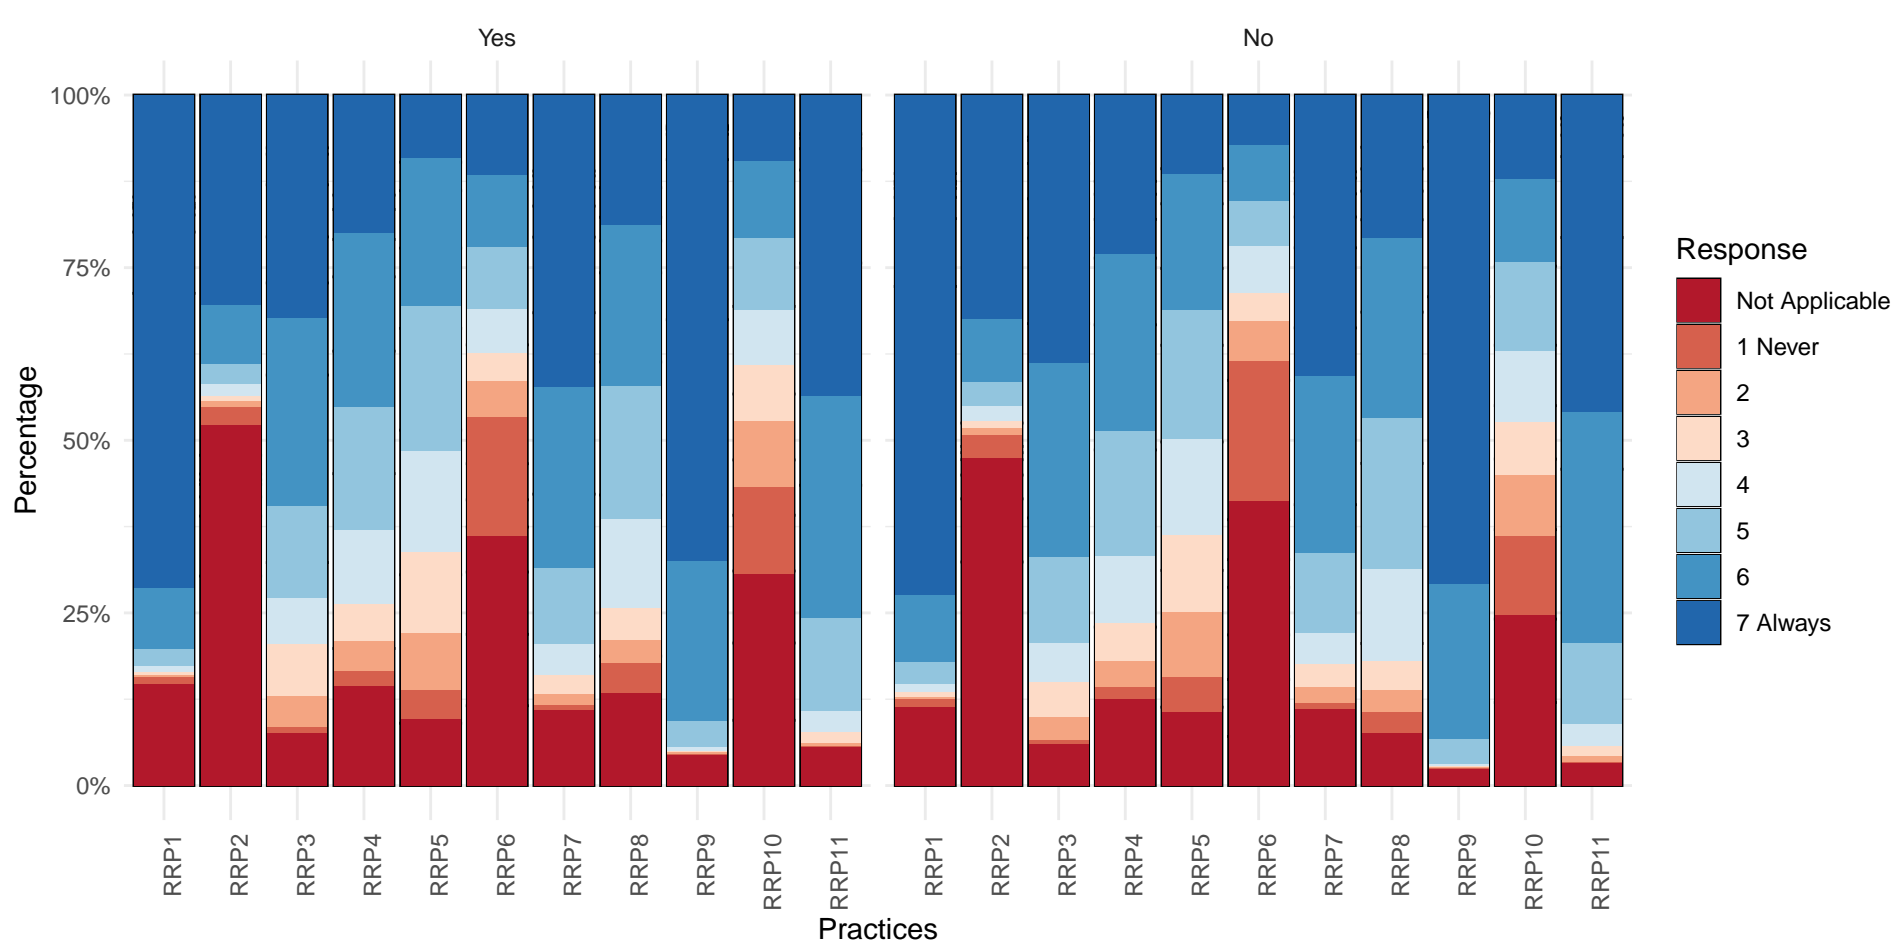 Yes
No
100%
75%
50%
25%
0%
Percentage
RRP1
RRP2
RRP3
RRP4
RRP5
RRP6
RRP7
RRP8
RRP9
RRP10
RRP11
RRP1
RRP2
RRP3
RRP4
RRP5
RRP6
RRP7
RRP8
RRP9
RRP10
RRP11
Practices
Response
Not Applicable
1 Never
2
3
4
5
6
7 Always